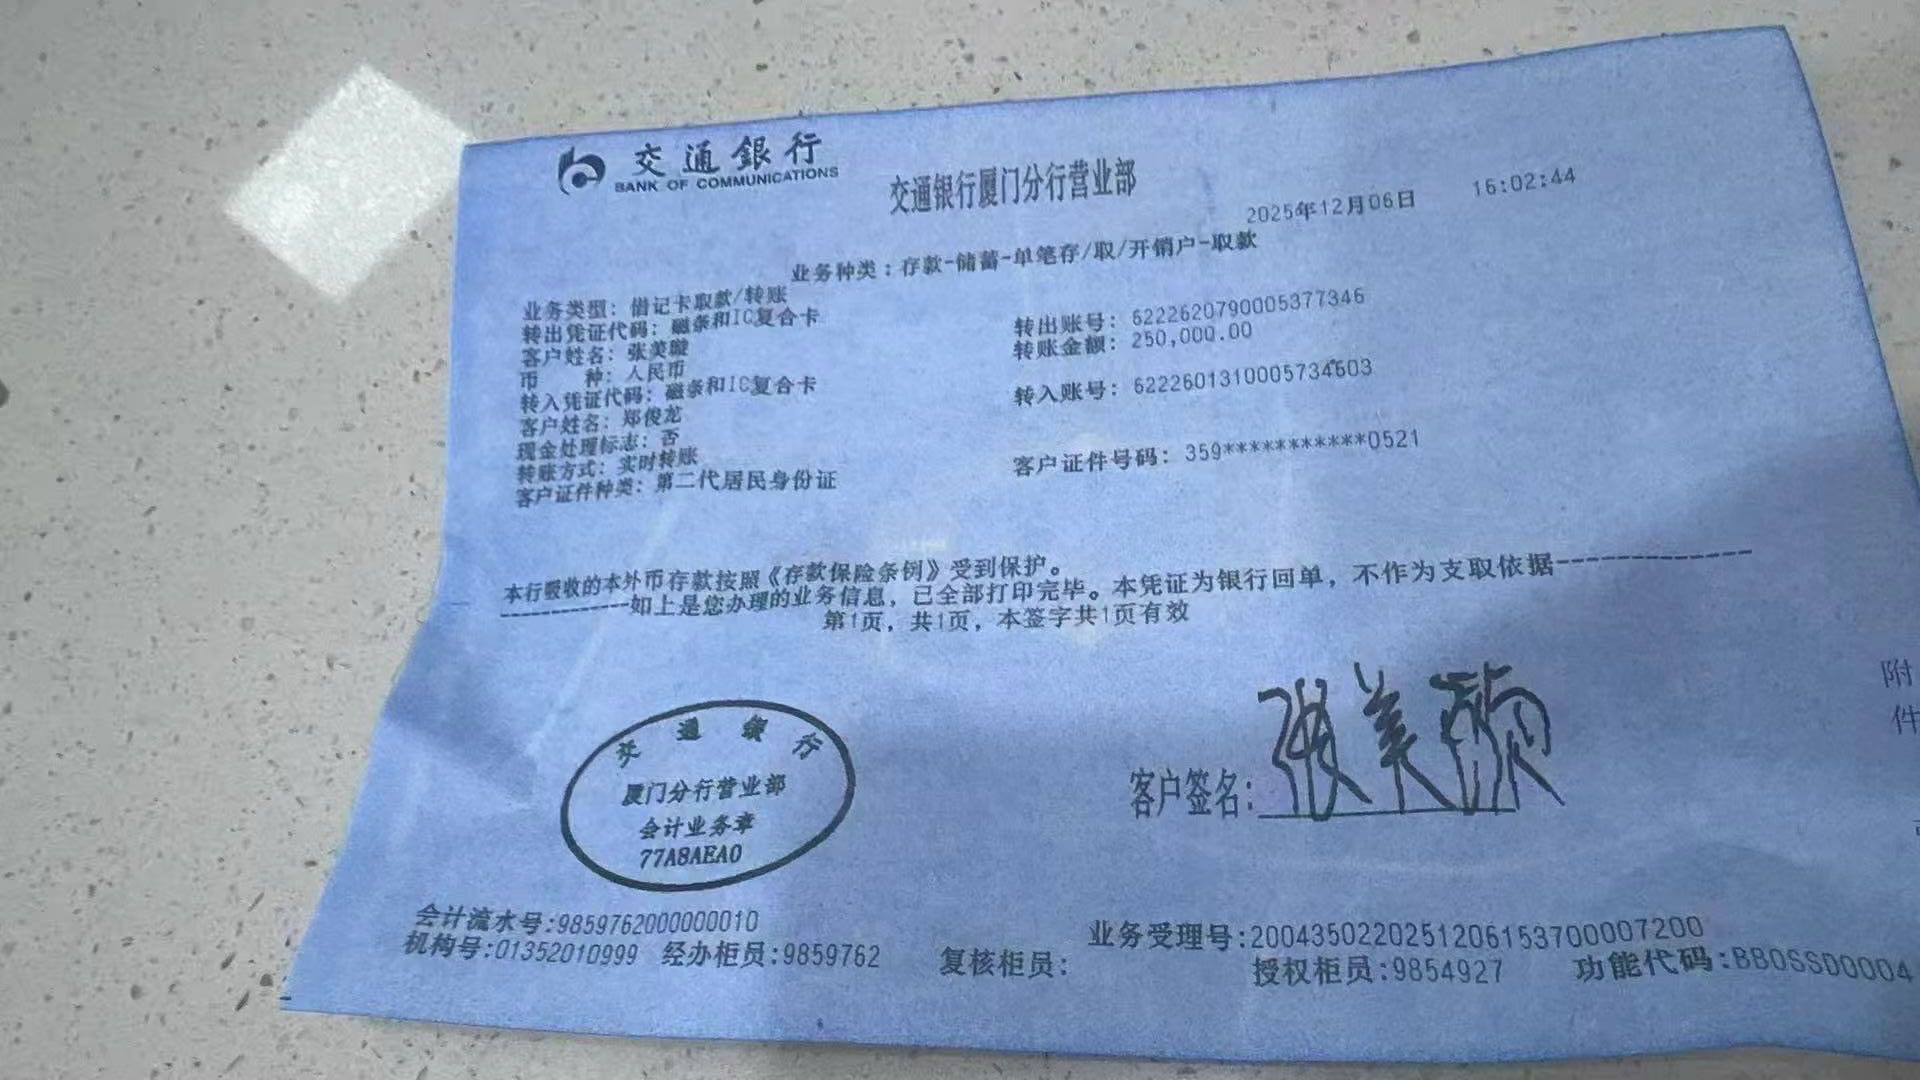 交通銀行
BANK OF COMMUNICATIONS
交通银行厦门分行营业部
2025年12月06日 16:02:44
业务种类：存款-储蓄-单笔存/取/开销户-取款
业务类型：借记卡取款/转账
转出凭证代码：磁条和IC复合卡 转出账号：6222620790005377346
客户姓名：张美璇 转账金额：250,000.00
币 种：人民币
转入凭证代码：磁条和IC复合卡 转入账号：6222601310005734603
客户姓名：郑俊龙
现金处理标志：否
转账方式：实时转账 客户证件号码：359***********0521
客户证件种类：第二代居民身份证
本行吸收的本外币存款按照《存款保险条例》受到保护。
-----------如上是您办理的业务信息，已全部打印完毕。本凭证为银行回单，不作为支取依据-------------
第1页，共1页，本签字共1页有效
交通银行
厦门分行营业部
会计业务章
77A8AEA0
客户签名：张美
附
件
会计流水号:9859762000000010
业务受理号:2004350220251206153700007200
机构号:01352010999 经办柜员:9859762 复核柜员: 授权柜员:9854927 功能代码:BB0SSD0004